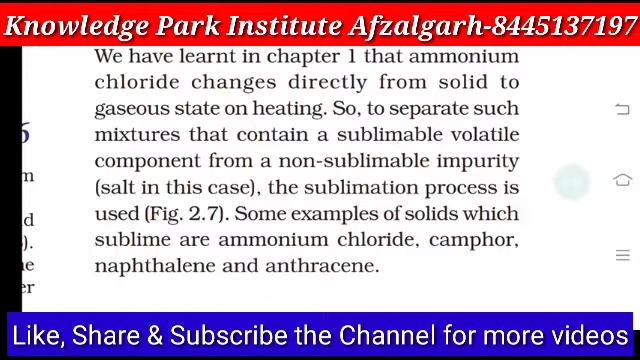 Knowledge Park Institute Afzalgarh-8445137197
We have learnt in chapter 1 that ammonium
chloride changes directly from solid to
gaseous state on heating. So, to separate such
mixtures that contain a sublimable volatile
component from a non-sublimable impurity
(salt in this case), the sublimation process is
used (Fig. 2.7). Some examples of solids which
sublime are ammonium chloride, camphor,
naphthalene and anthracene.
Like, Share & Subscribe the Channel for more videos